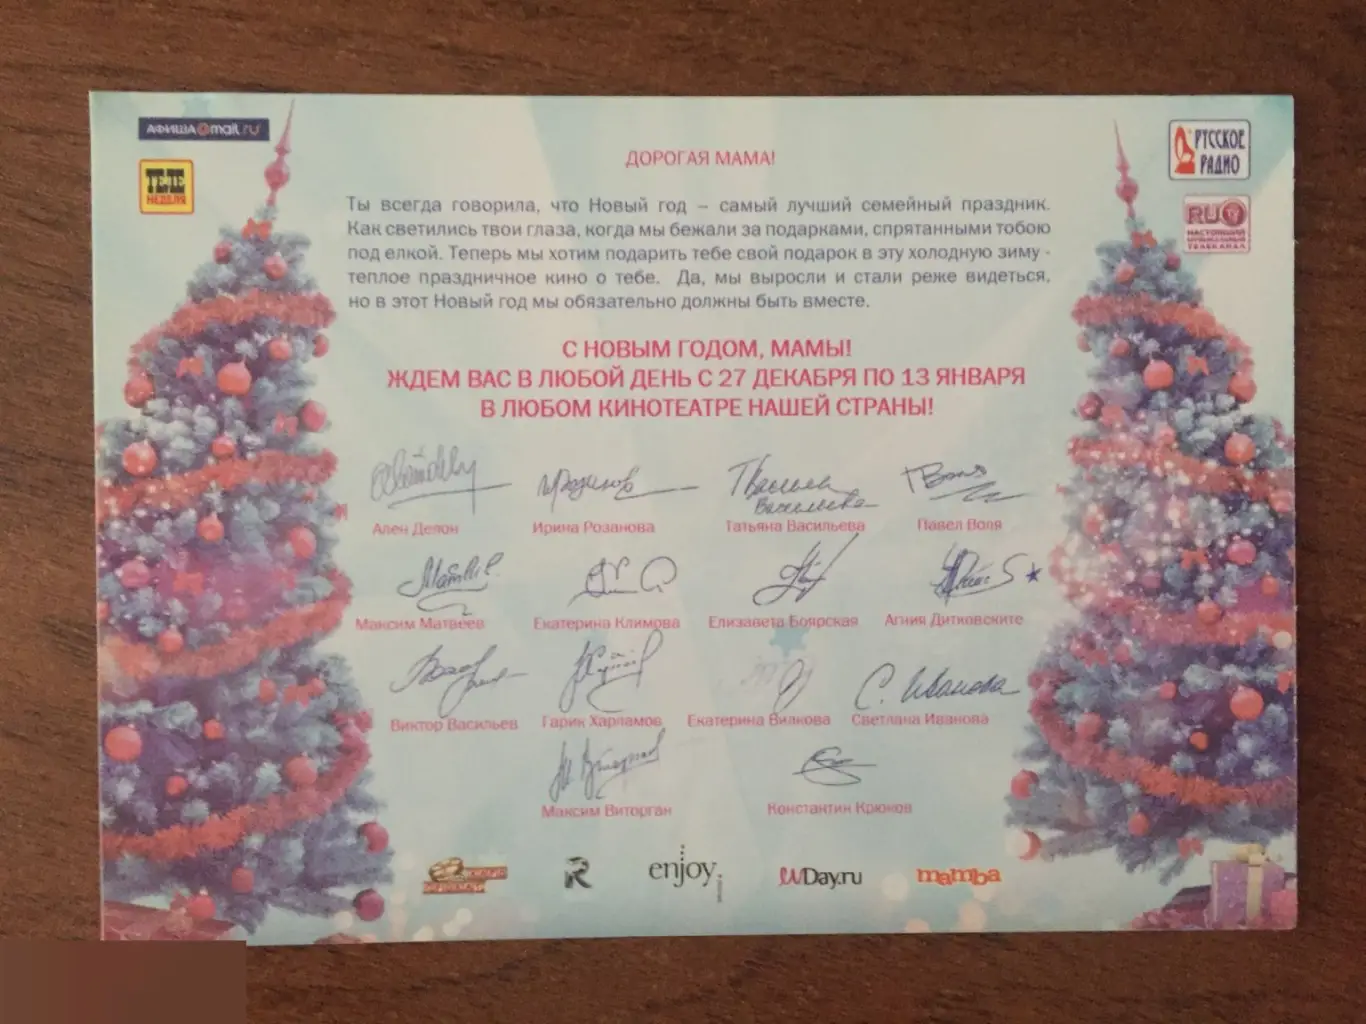 АФИША@mail.ru
ТЕЛЕ
НЕДЕЛЯ
РУССКОЕ
РАДИО
RU
НАСТОЯЩИЙ
МУЗЫКАЛЬНЫЙ
ТЕЛЕКАНАЛ
ДОРОГАЯ МАМА!
Ты всегда говорила, что Новый год – самый лучший семейный праздник.
Как светились твои глаза, когда мы бежали за подарками, спрятанными тобою
под елкой. Теперь мы хотим подарить тебе свой подарок в эту холодную зиму -
теплое праздничное кино о тебе. Да, мы выросли и стали реже видеться,
но в этот Новый год мы обязательно должны быть вместе.
С НОВЫМ ГОДОМ, МАМЫ!
ЖДЕМ ВАС В ЛЮБОЙ ДЕНЬ С 27 ДЕКАБРЯ ПО 13 ЯНВАРЯ
В ЛЮБОМ КИНОТЕАТРЕ НАШЕЙ СТРАНЫ!
Ален Делон Ирина Розанова Татьяна Васильева Павел Воля
Максим Матвеев Екатерина Климова Елизавета Боярская Агния Дитковските
С. Иванова
Виктор Васильев Гарик Харламов Екатерина Вилкова Светлана Иванова
Максим Виторган Константин Крюков
enjoy
Day.ru
мамба